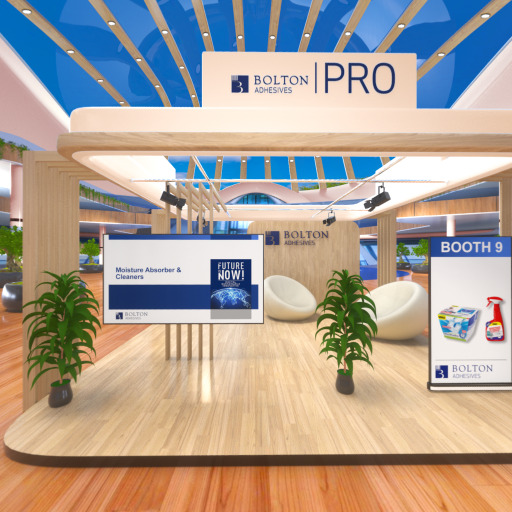 BOLTON
ADHESIVES
PRO
BOLTON
ADHESIVES
Moisture Absorber &
Cleaners
FUTURE
NOW!
BOLTON
ADHESIVES
BOOTH 9
BOLTON
ADHESIVES